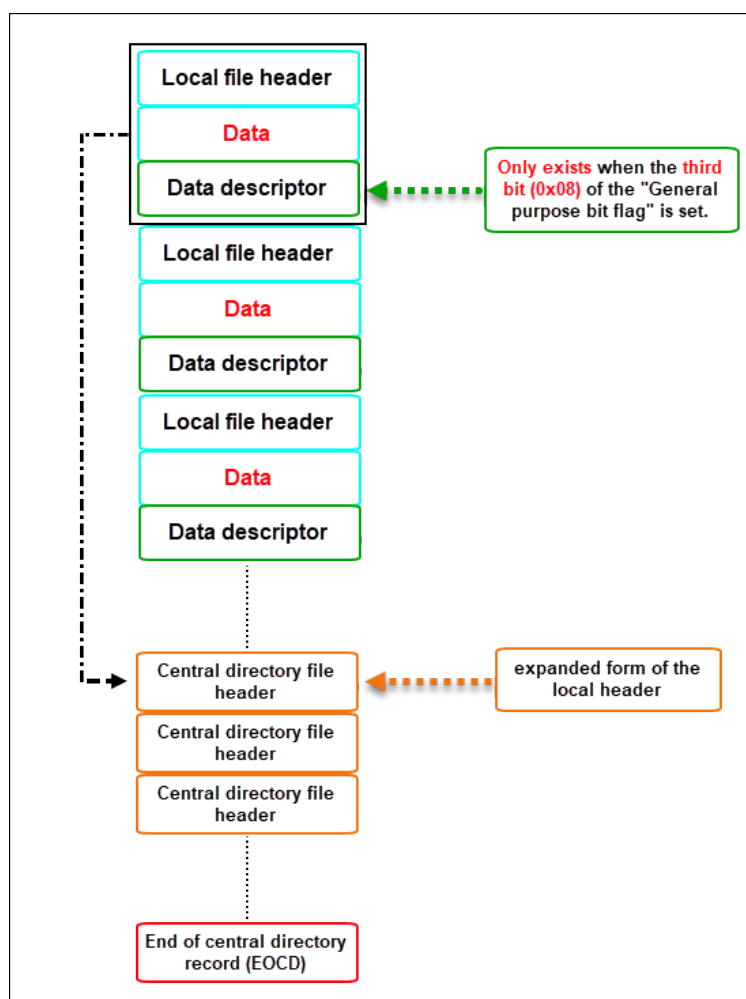 Local file header
Data
Data descriptor
Only exists when the third
bit (0x08) of the "General
purpose bit flag" is set.
Local file header
Data
Data descriptor
Local file header
Data
Data descriptor
Central directory file
header
expanded form of the
local header
Central directory file
header
Central directory file
header
End of central directory
record (EOCD)